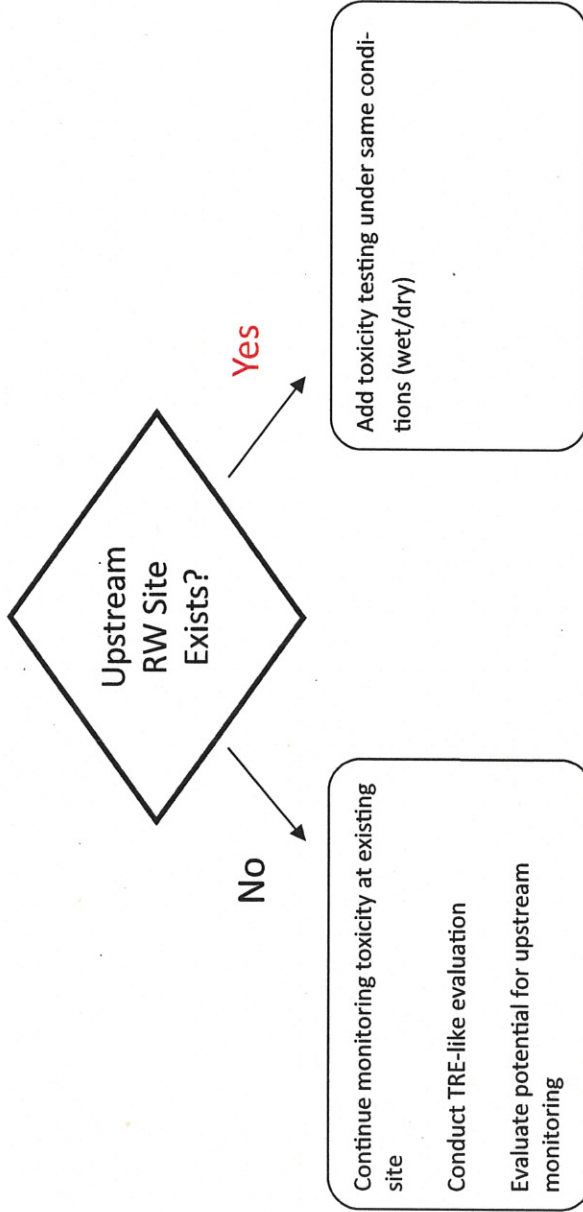 Upstream
RW Site
Exists?
No
Yes
Continue monitoring toxicity at existing
site
Conduct TRE-like evaluation
Evaluate potential for upstream
monitoring
Add toxicity testing under same condi-
tions (wet/dry)